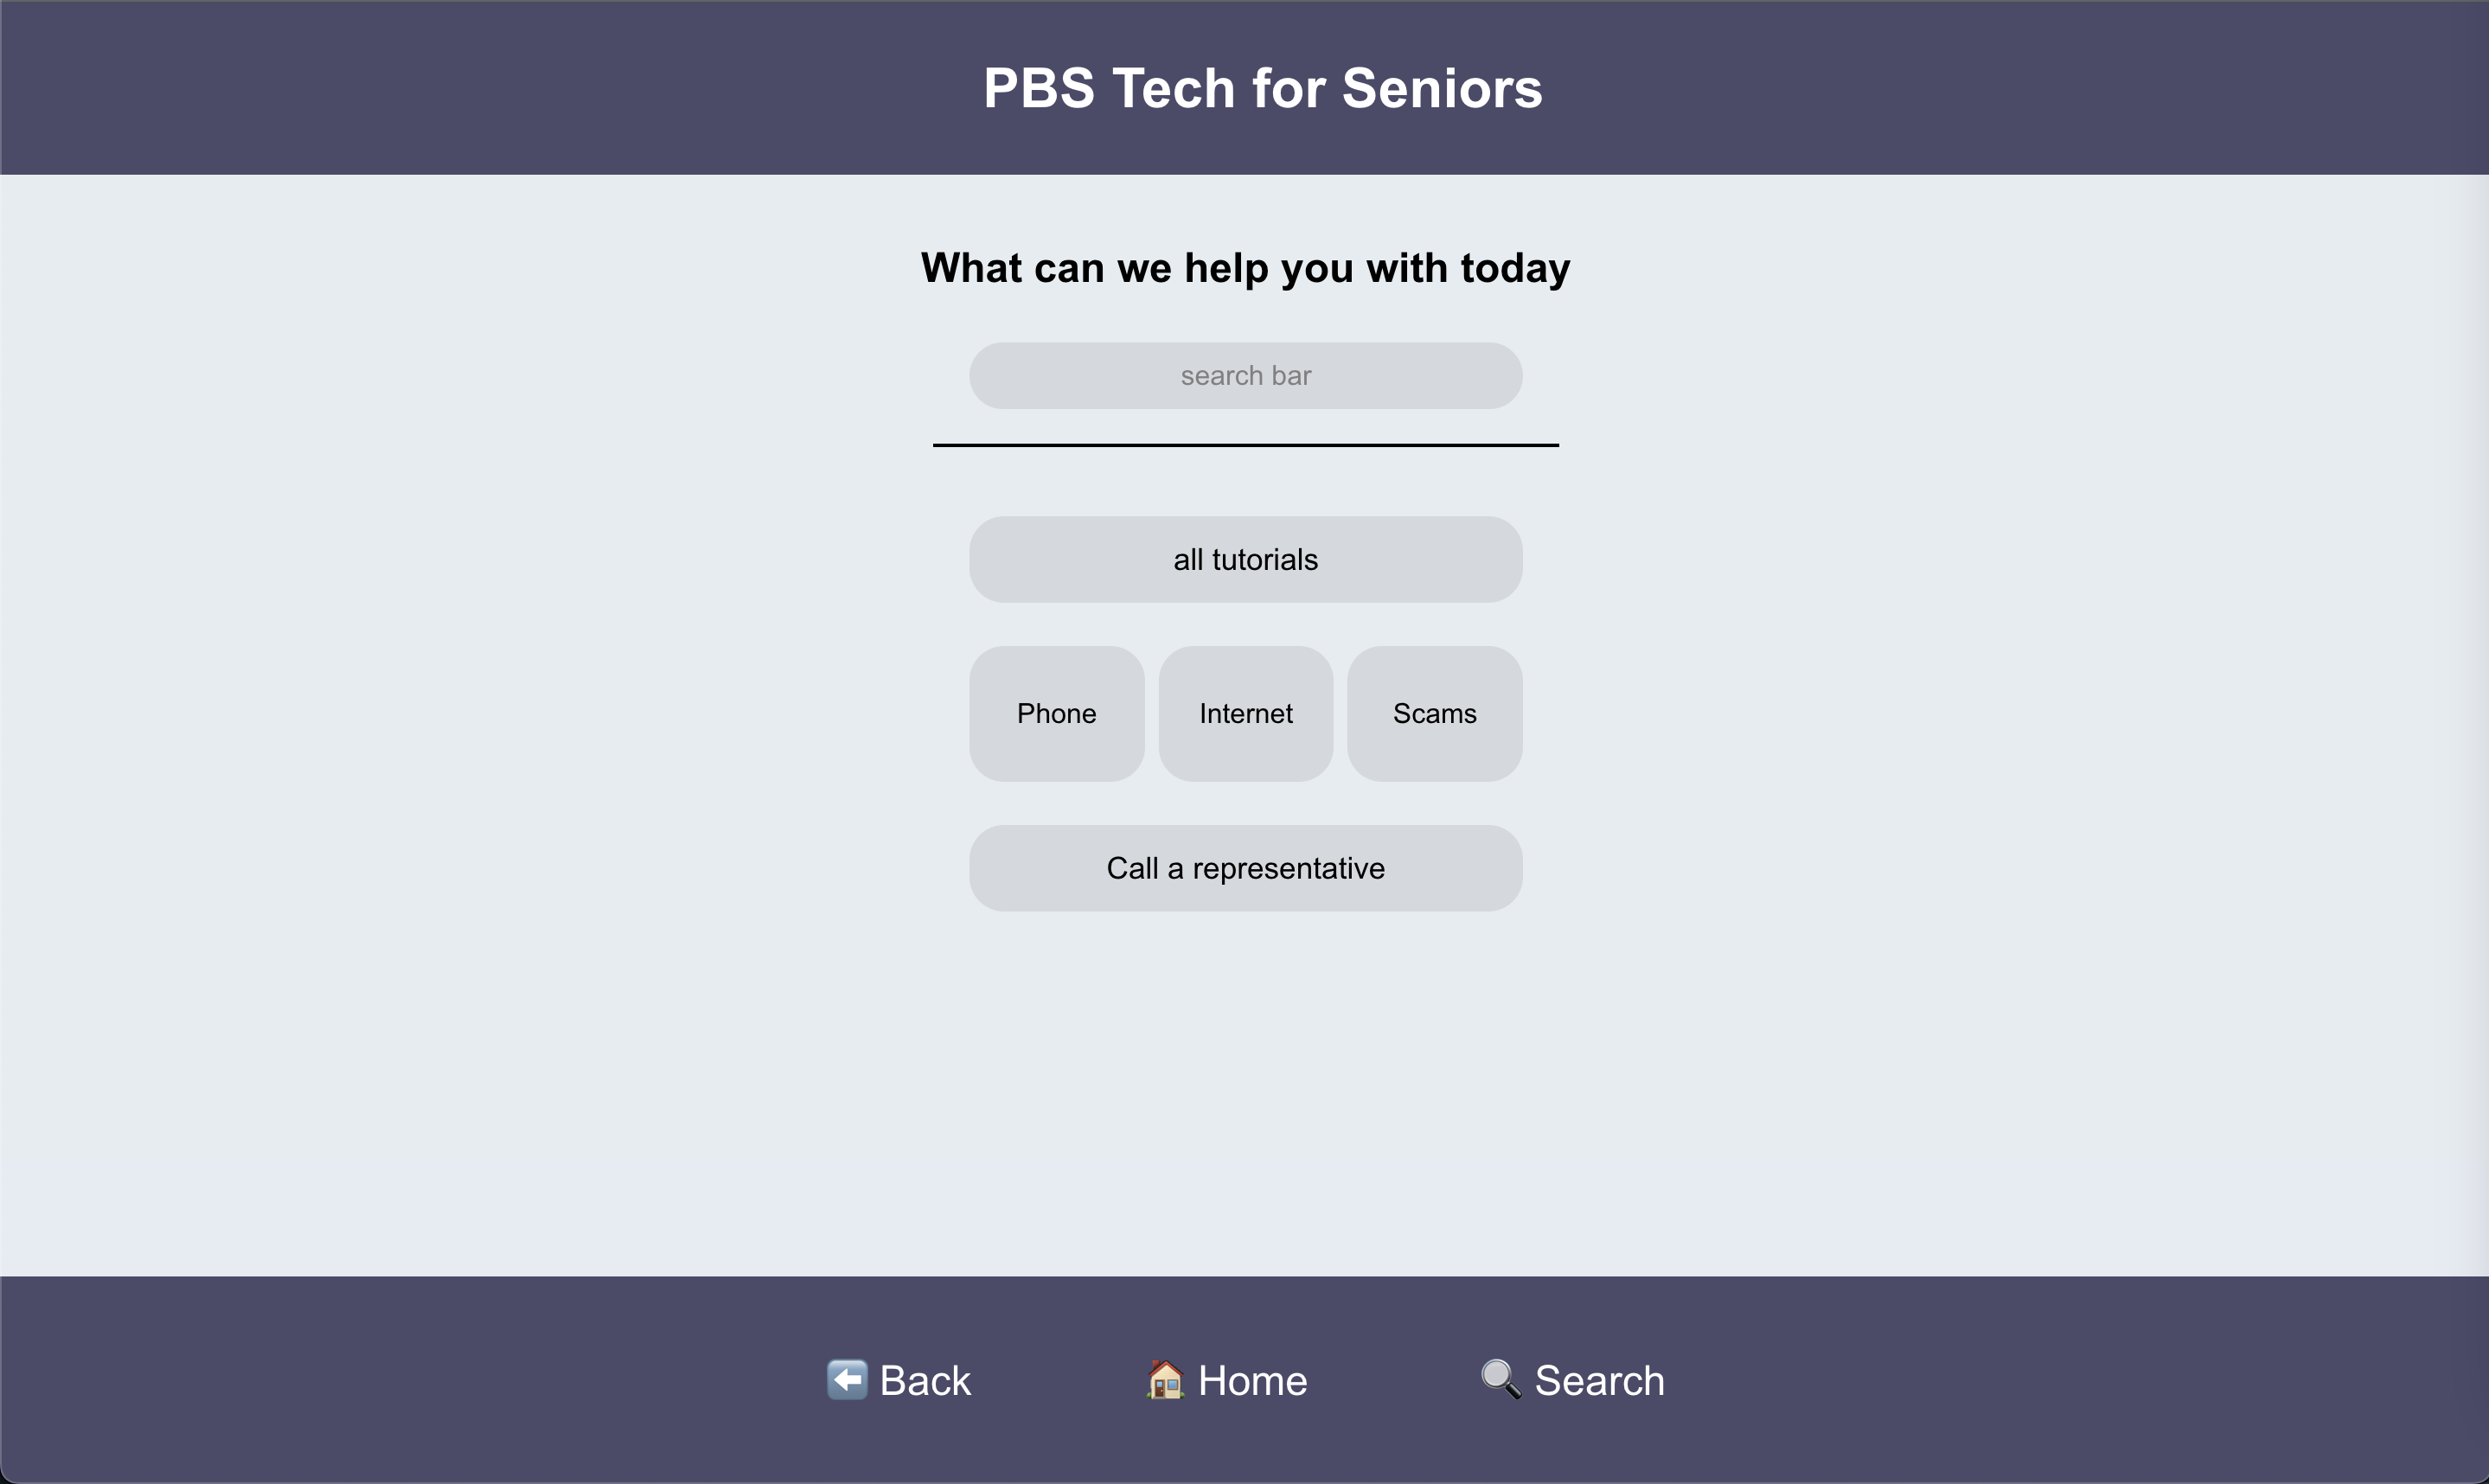 PBS Tech for Seniors
What can we help you with today
search bar
all tutorials
Phone Internet Scams
Call a representative
Back Home Search